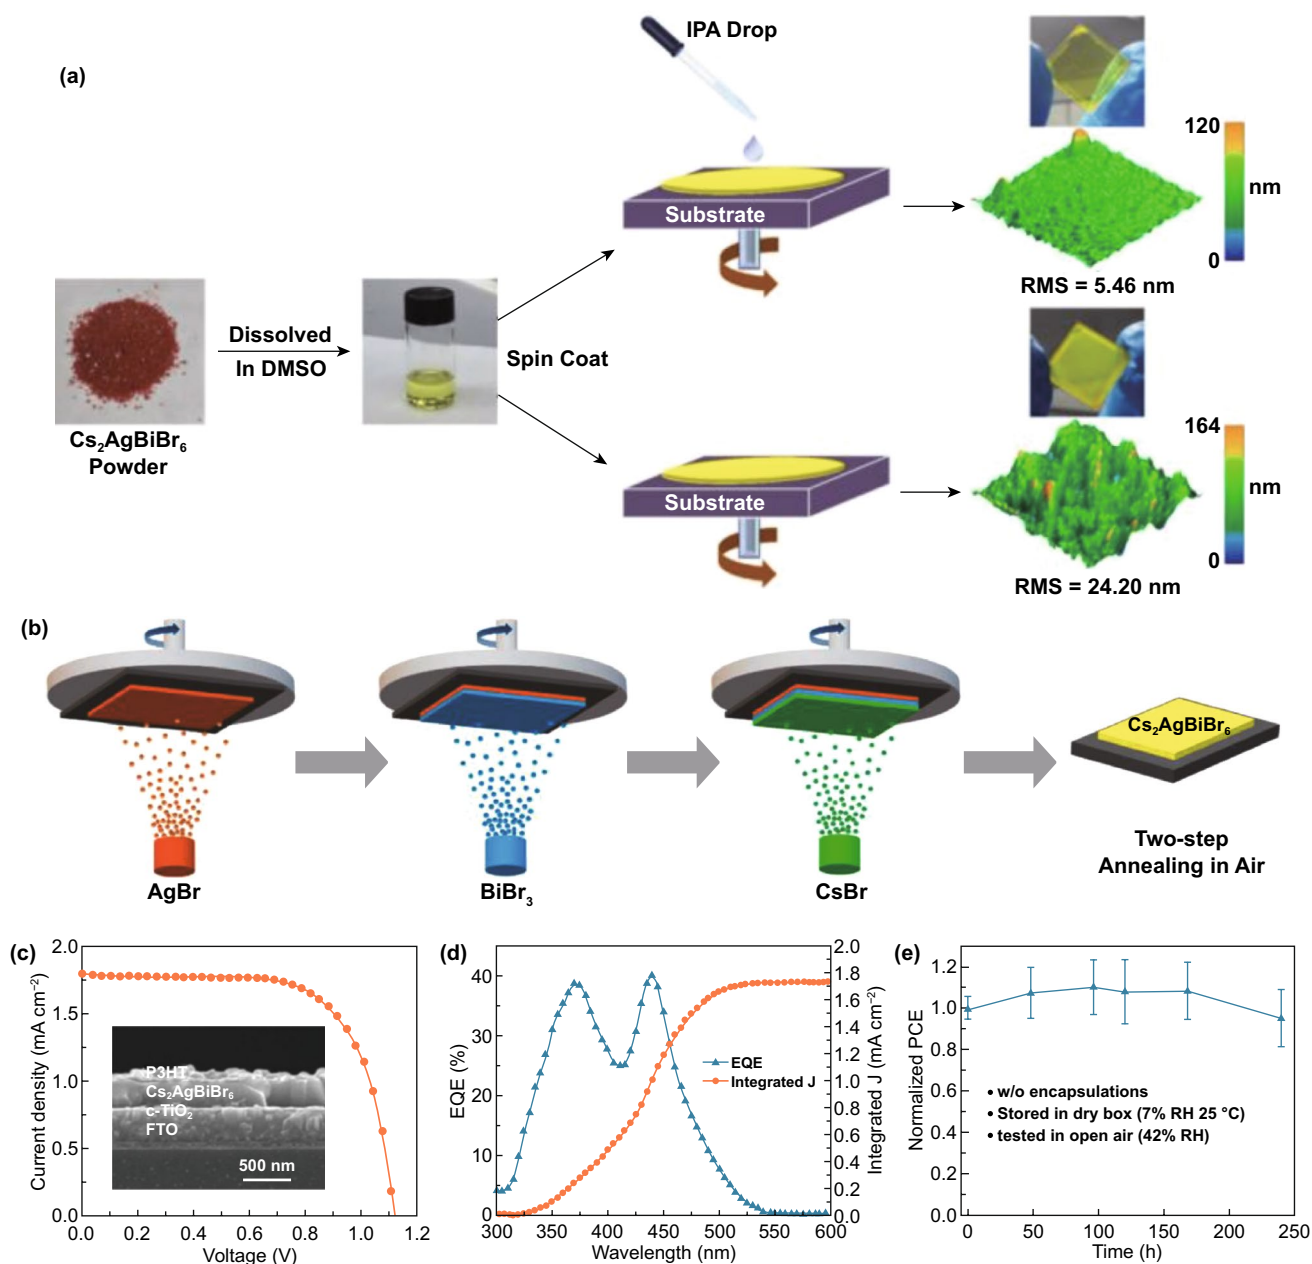 (a)
IPA Drop
120
nm
0
Substrate
RMS = 5.46 nm
Dissolved
In DMSO
Spin Coat
Cs₂AgBiBr₆
Powder
164
nm
0
Substrate
RMS = 24.20 nm
(b)
Cs₂AgBiBr₆
AgBr
BiBr₃
CsBr
Two-step
Annealing in Air
(c)
2.0
1.5
1.0
0.5
0.0
Current density (mA cm⁻²)
P3HT
Cs₂AgBiBr₆
c-TiO₂
FTO
500 nm
0.0 0.2 0.4 0.6 0.8 1.0 1.2
Voltage (V)
(d)
40
30
20
10
0
EQE (%)
EQE
Integrated J
2.0
1.8
1.6
1.4
1.2
1.0
0.8
0.6
0.4
0.2
0.0
Integrated J (mA cm⁻²)
300 350 400 450 500 550 600
Wavelength (nm)
(e)
1.2
1.0
0.8
0.6
0.4
0.2
0.0
Normalized PCE
• w/o encapsulations
• Stored in dry box (7% RH 25 °C)
• tested in open air (42% RH)
0 50 100 150 200 250
Time (h)